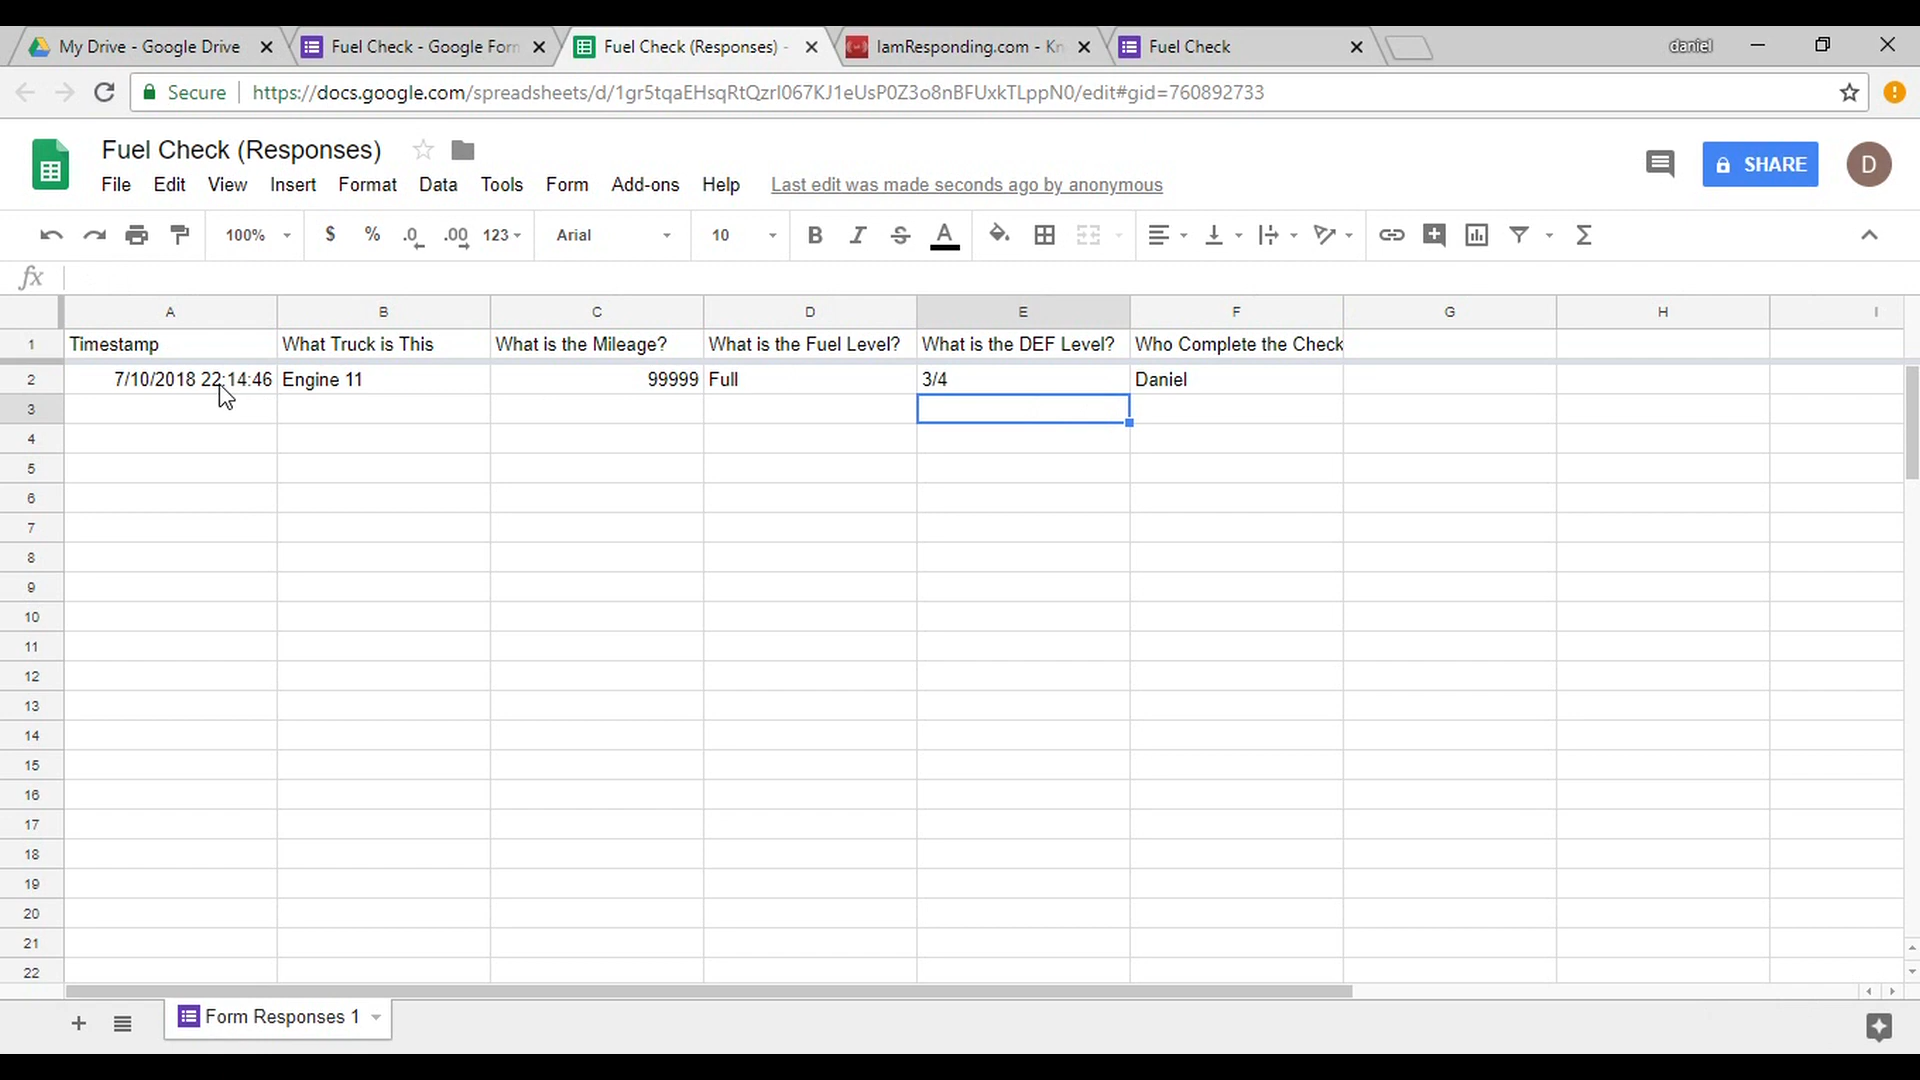 My Drive - Google Drive
Fuel Check - Google Form
Fuel Check (Responses) -
IamResponding.com - Kn
Fuel Check
daniel
Secure
https://docs.google.com/spreadsheets/d/1gr5tqaEHsqRtQzrI067KJ1eUsP0Z3o8nBFUxkTLppN0/edit#gid=760892733
Fuel Check (Responses)
SHARE
D
File Edit View Insert Format Data Tools Form Add-ons Help Last edit was made seconds ago by anonymous
100% $ % .0 .00 123 Arial 10 B I S A Σ
fx
A B C D E F G H I
1 Timestamp What Truck is This What is the Mileage? What is the Fuel Level? What is the DEF Level? Who Complete the Check
2 7/10/2018 22:14:46 Engine 11 99999 Full 3/4 Daniel
3
4
5
6
7
8
9
10
11
12
13
14
15
16
17
18
19
20
21
22
Form Responses 1